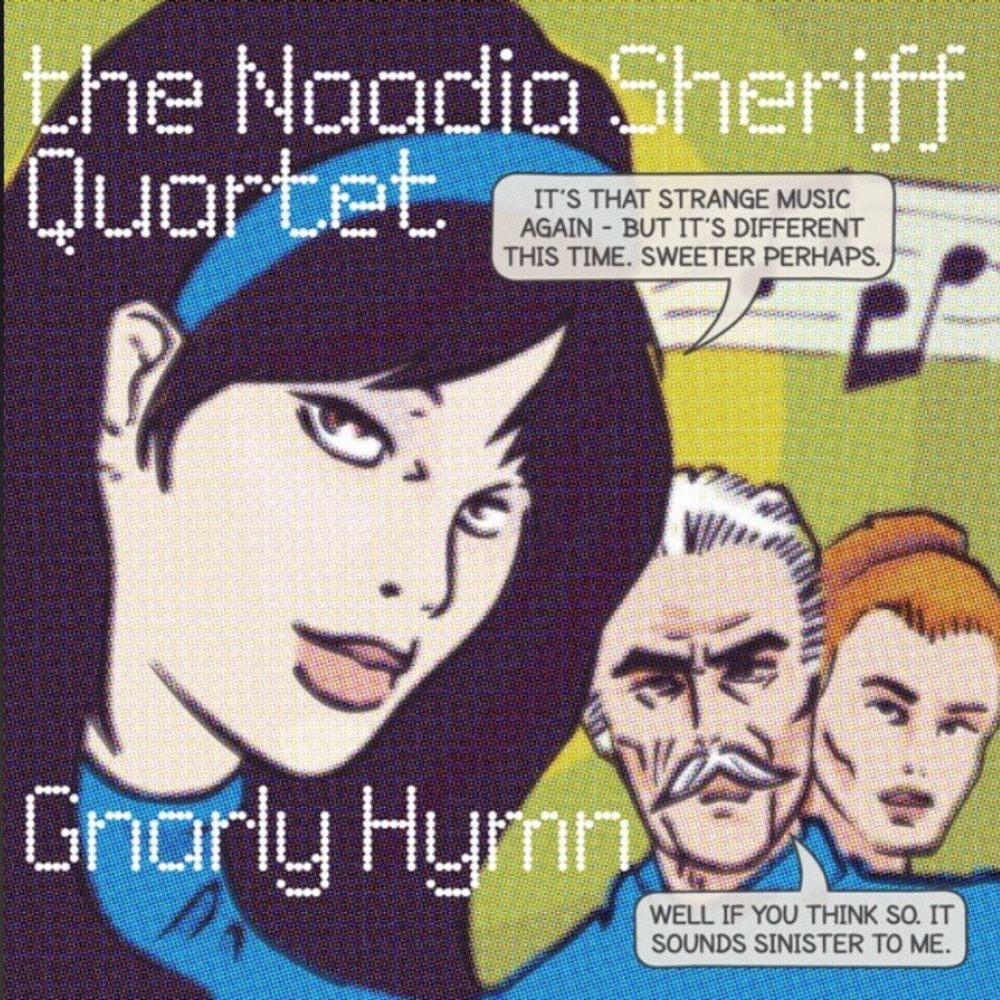 the Naadia Sheriff
Quartet
IT'S THAT STRANGE MUSIC
AGAIN - BUT IT'S DIFFERENT
THIS TIME. SWEETER PERHAPS.
Gnarly Hymn
WELL IF YOU THINK SO. IT
SOUNDS SINISTER TO ME.